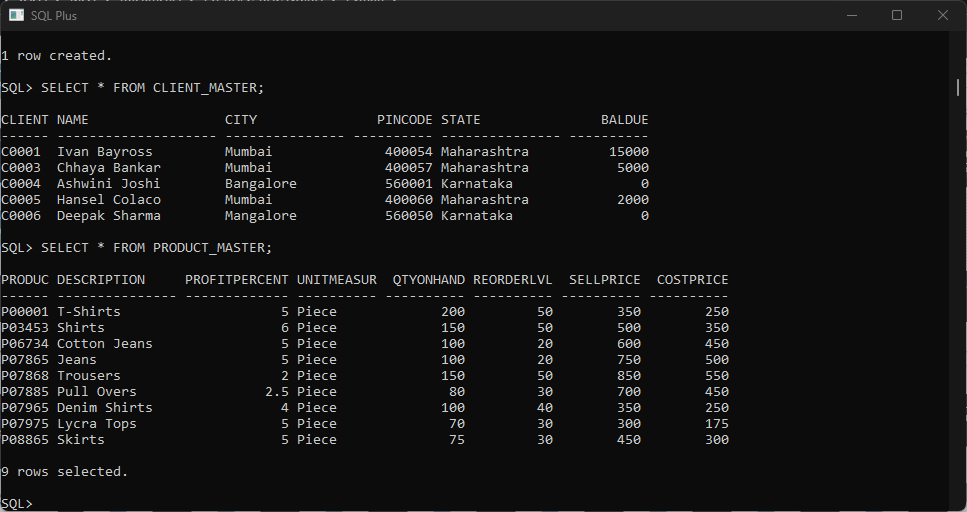 SQL Plus
1 row created.
SQL> SELECT * FROM CLIENT_MASTER;
CLIENT NAME                 CITY               PINCODE STATE               BALDUE
------ -------------------- --------------- ---------- --------------- ----------
C0001  Ivan Bayross         Mumbai              400054 Maharashtra          15000
C0003  Chhaya Bankar        Mumbai              400057 Maharashtra           5000
C0004  Ashwini Joshi        Bangalore           560001 Karnataka                0
C0005  Hansel Colaco        Mumbai              400060 Maharashtra           2000
C0006  Deepak Sharma        Mangalore           560050 Karnataka                0
SQL> SELECT * FROM PRODUCT_MASTER;
PRODUC DESCRIPTION     PROFITPERCENT UNITMEASUR  QTYONHAND REORDERLVL  SELLPRICE  COSTPRICE
------ --------------- ------------- ---------- ---------- ---------- ---------- ----------
P00001 T-Shirts                    5 Piece             200         50        350        250
P03453 Shirts                      6 Piece             150         50        500        350
P06734 Cotton Jeans                5 Piece             100         20        600        450
P07865 Jeans                       5 Piece             100         20        750        500
P07868 Trousers                    2 Piece             150         50        850        550
P07885 Pull Overs                2.5 Piece              80         30        700        450
P07965 Denim Shirts                4 Piece             100         40        350        250
P07975 Lycra Tops                  5 Piece              70         30        300        175
P08865 Skirts                      5 Piece              75         30        450        300
9 rows selected.
SQL>